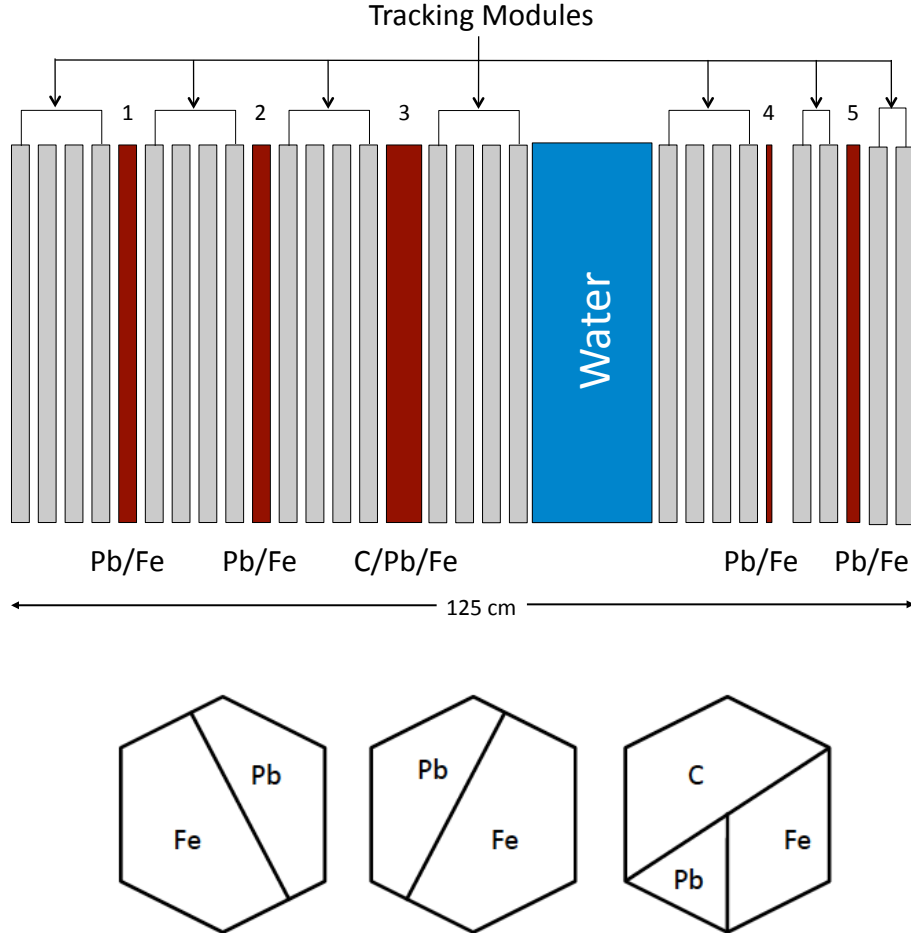 Tracking Modules
1 2 3 4 5
Water
Pb/Fe Pb/Fe C/Pb/Fe Pb/Fe Pb/Fe
125 cm
Pb Pb C
Fe Fe Fe
Pb